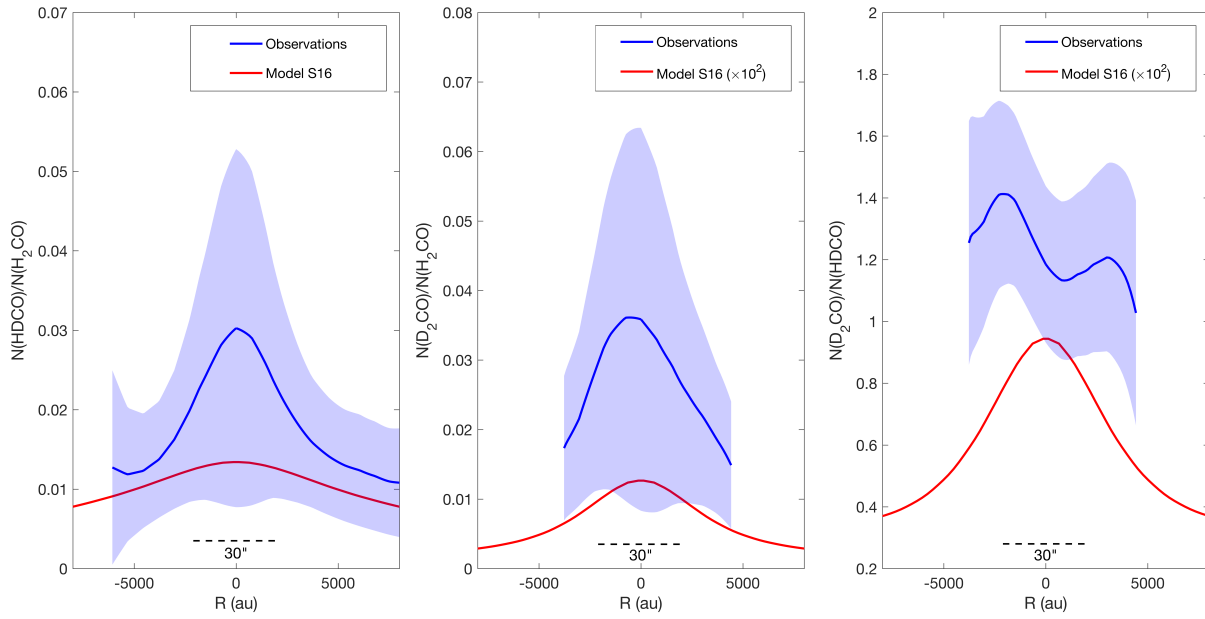 0.07
0.06
0.05
0.04
0.03
0.02
0.01
0
N(HDCO)/N(H₂CO)
Observations
Model S16
30"
-5000 0 5000
R (au)
0.08
0.07
0.06
0.05
0.04
0.03
0.02
0.01
0
N(D₂CO)/N(H₂CO)
Observations
Model S16 (×10²)
30"
-5000 0 5000
R (au)
2
1.8
1.6
1.4
1.2
1
0.8
0.6
0.4
0.2
N(D₂CO)/N(HDCO)
Observations
Model S16 (×10²)
30"
-5000 0 5000
R (au)